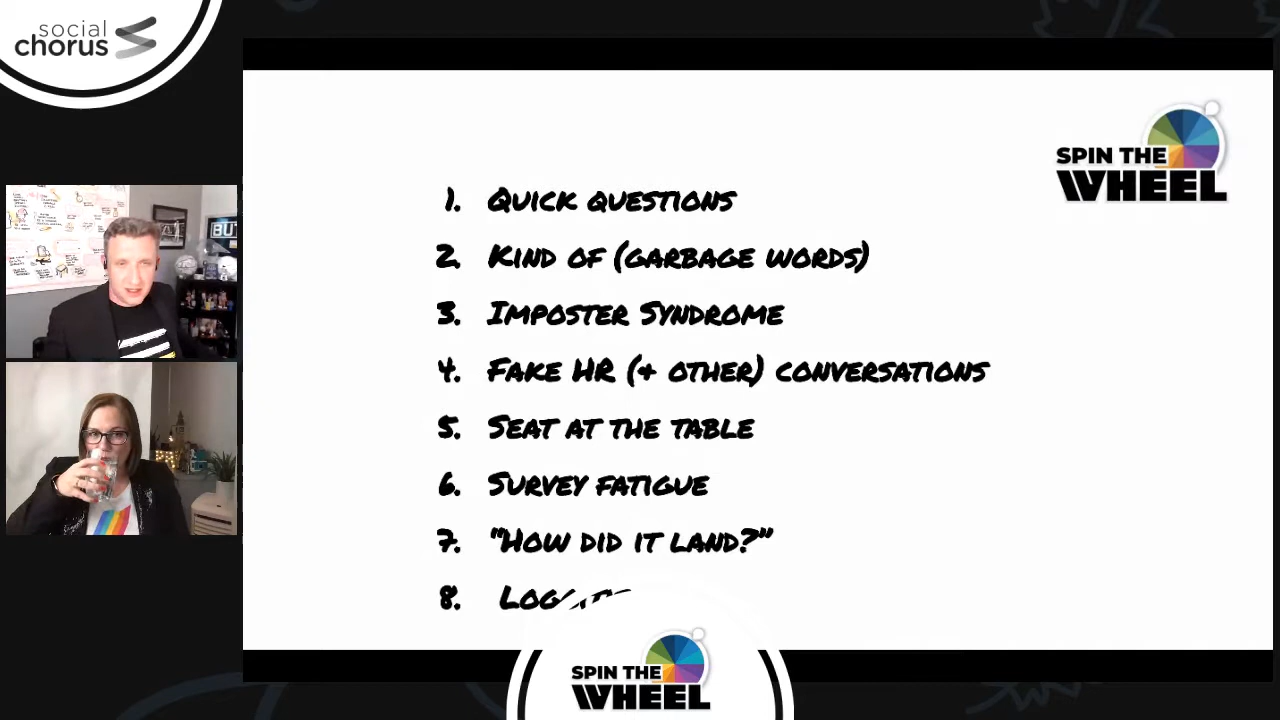 social
chorus
SPIN THE
WHEEL
1. Quick questions
2. Kind of (garbage words)
3. Imposter Syndrome
4. Fake HR (+ other) conversations
5. Seat at the table
6. Survey fatigue
7. "How did it land?"
8.
BUT
SPIN THE
WHEEL